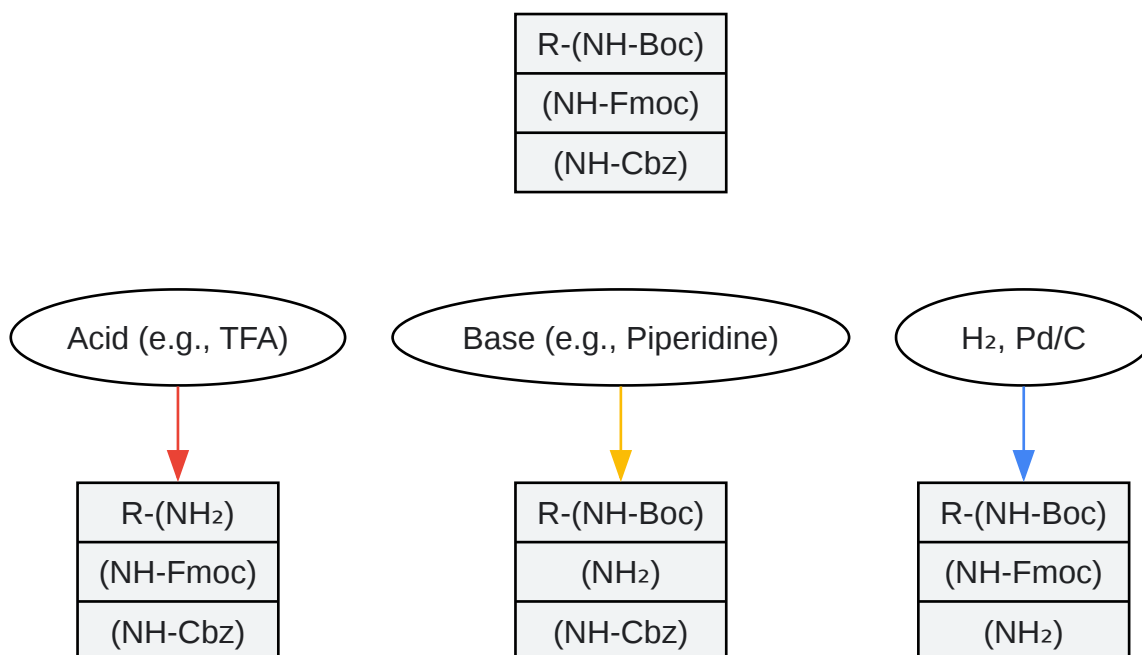 R-(NH-Boc)
(NH-Fmoc)
(NH-Cbz)
Acid (e.g., TFA)
Base (e.g., Piperidine)
H₂, Pd/C
R-(NH₂)
(NH-Fmoc)
(NH-Cbz)
R-(NH-Boc)
(NH₂)
(NH-Cbz)
R-(NH-Boc)
(NH-Fmoc)
(NH₂)